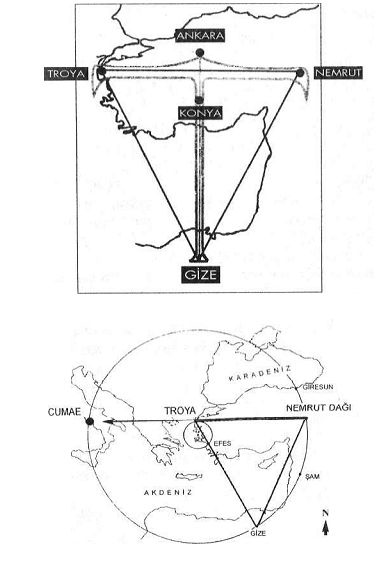 ANKARA
TROYA
NEMRUT
KONYA
GİZE
KARADENİZ
GİRESUN
CUMAE
TROYA
NEMRUT DAĞI
EFES
ŞAM
AKDENİZ
N
GİZE